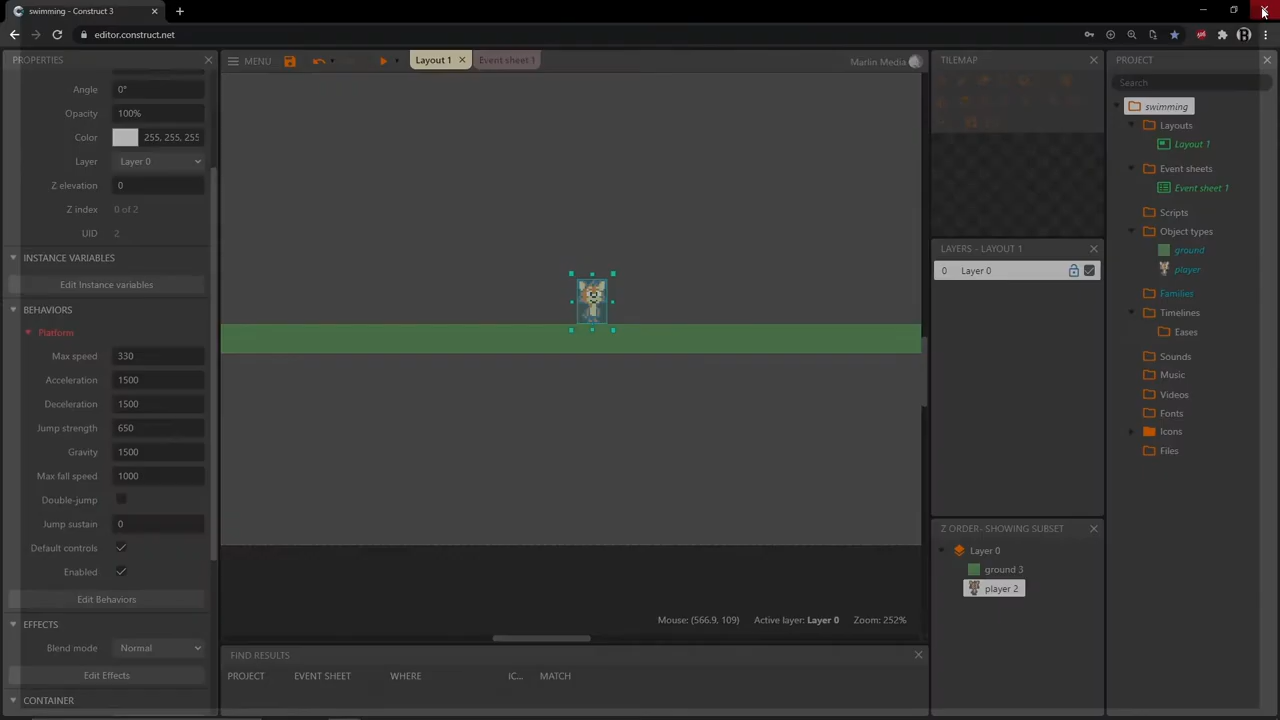 swimming - Construct 3
editor.construct.net
PROPERTIES
Angle 0°
Opacity 100%
Color 255, 255, 255
Layer Layer 0
Z elevation 0
Z index 0 of 2
UID 2
INSTANCE VARIABLES
Edit Instance variables
BEHAVIORS
Platform
Max speed 330
Acceleration 1500
Deceleration 1500
Jump strength 650
Gravity 1500
Max fall speed 1000
Double-jump
Jump sustain 0
Default controls
Enabled
Edit Behaviors
EFFECTS
Blend mode Normal
Edit Effects
CONTAINER
MENU
Layout 1
Event sheet 1
Marlin Media
Mouse: (566.9, 109) Active layer: Layer 0 Zoom: 252%
FIND RESULTS
PROJECT EVENT SHEET WHERE IC... MATCH
TILEMAP
LAYERS - LAYOUT 1
0 Layer 0
Z ORDER- SHOWING SUBSET
Layer 0
ground 3
player 2
PROJECT
Search
swimming
Layouts
Layout 1
Event sheets
Event sheet 1
Scripts
Object types
ground
player
Families
Timelines
Eases
Sounds
Music
Videos
Fonts
Icons
Files